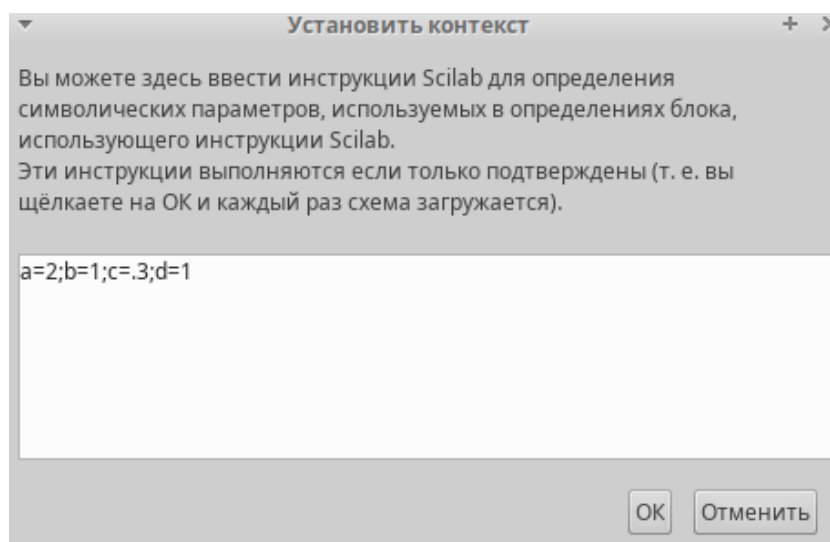 Установить контекст
Вы можете здесь ввести инструкции Scilab для определения
символических параметров, используемых в определениях блока,
использующего инструкции Scilab.
Эти инструкции выполняются если только подтверждены (т. е. вы
щёлкаете на ОК и каждый раз схема загружается).
a=2;b=1;c=.3;d=1
ОК Отменить